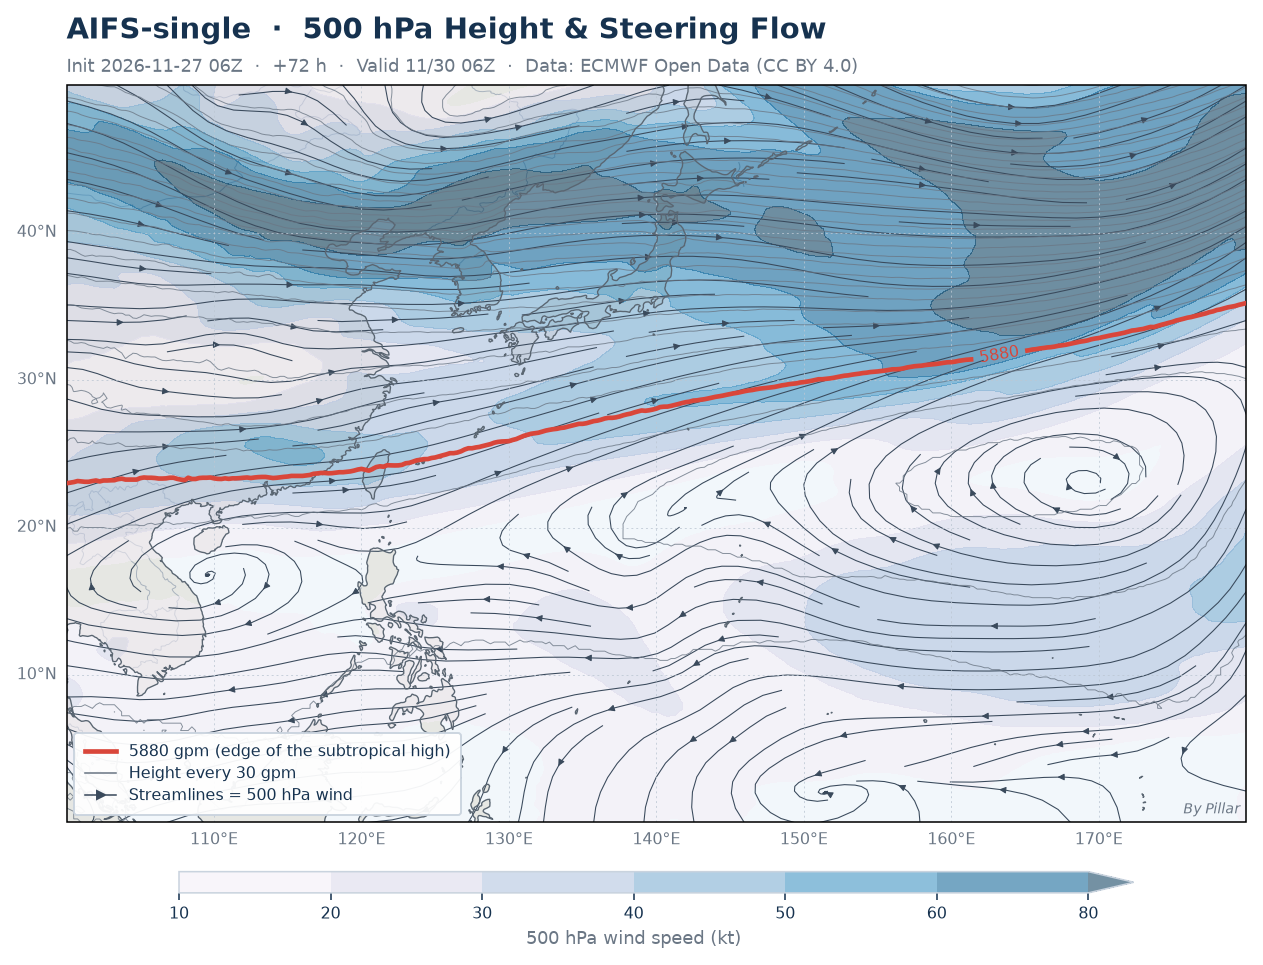 AIFS-single  ·  500 hPa Height & Steering Flow
Init 2026-11-27 06Z  ·  +72 h  ·  Valid 11/30 06Z  ·  Data: ECMWF Open Data (CC BY 4.0)
40°N
5880
30°N
20°N
10°N
5880 gpm (edge of the subtropical high)
Height every 30 gpm
Streamlines = 500 hPa wind
By Pillar
110°E 120°E 130°E 140°E 150°E 160°E 170°E
10 20 30 40 50 60 80
500 hPa wind speed (kt)